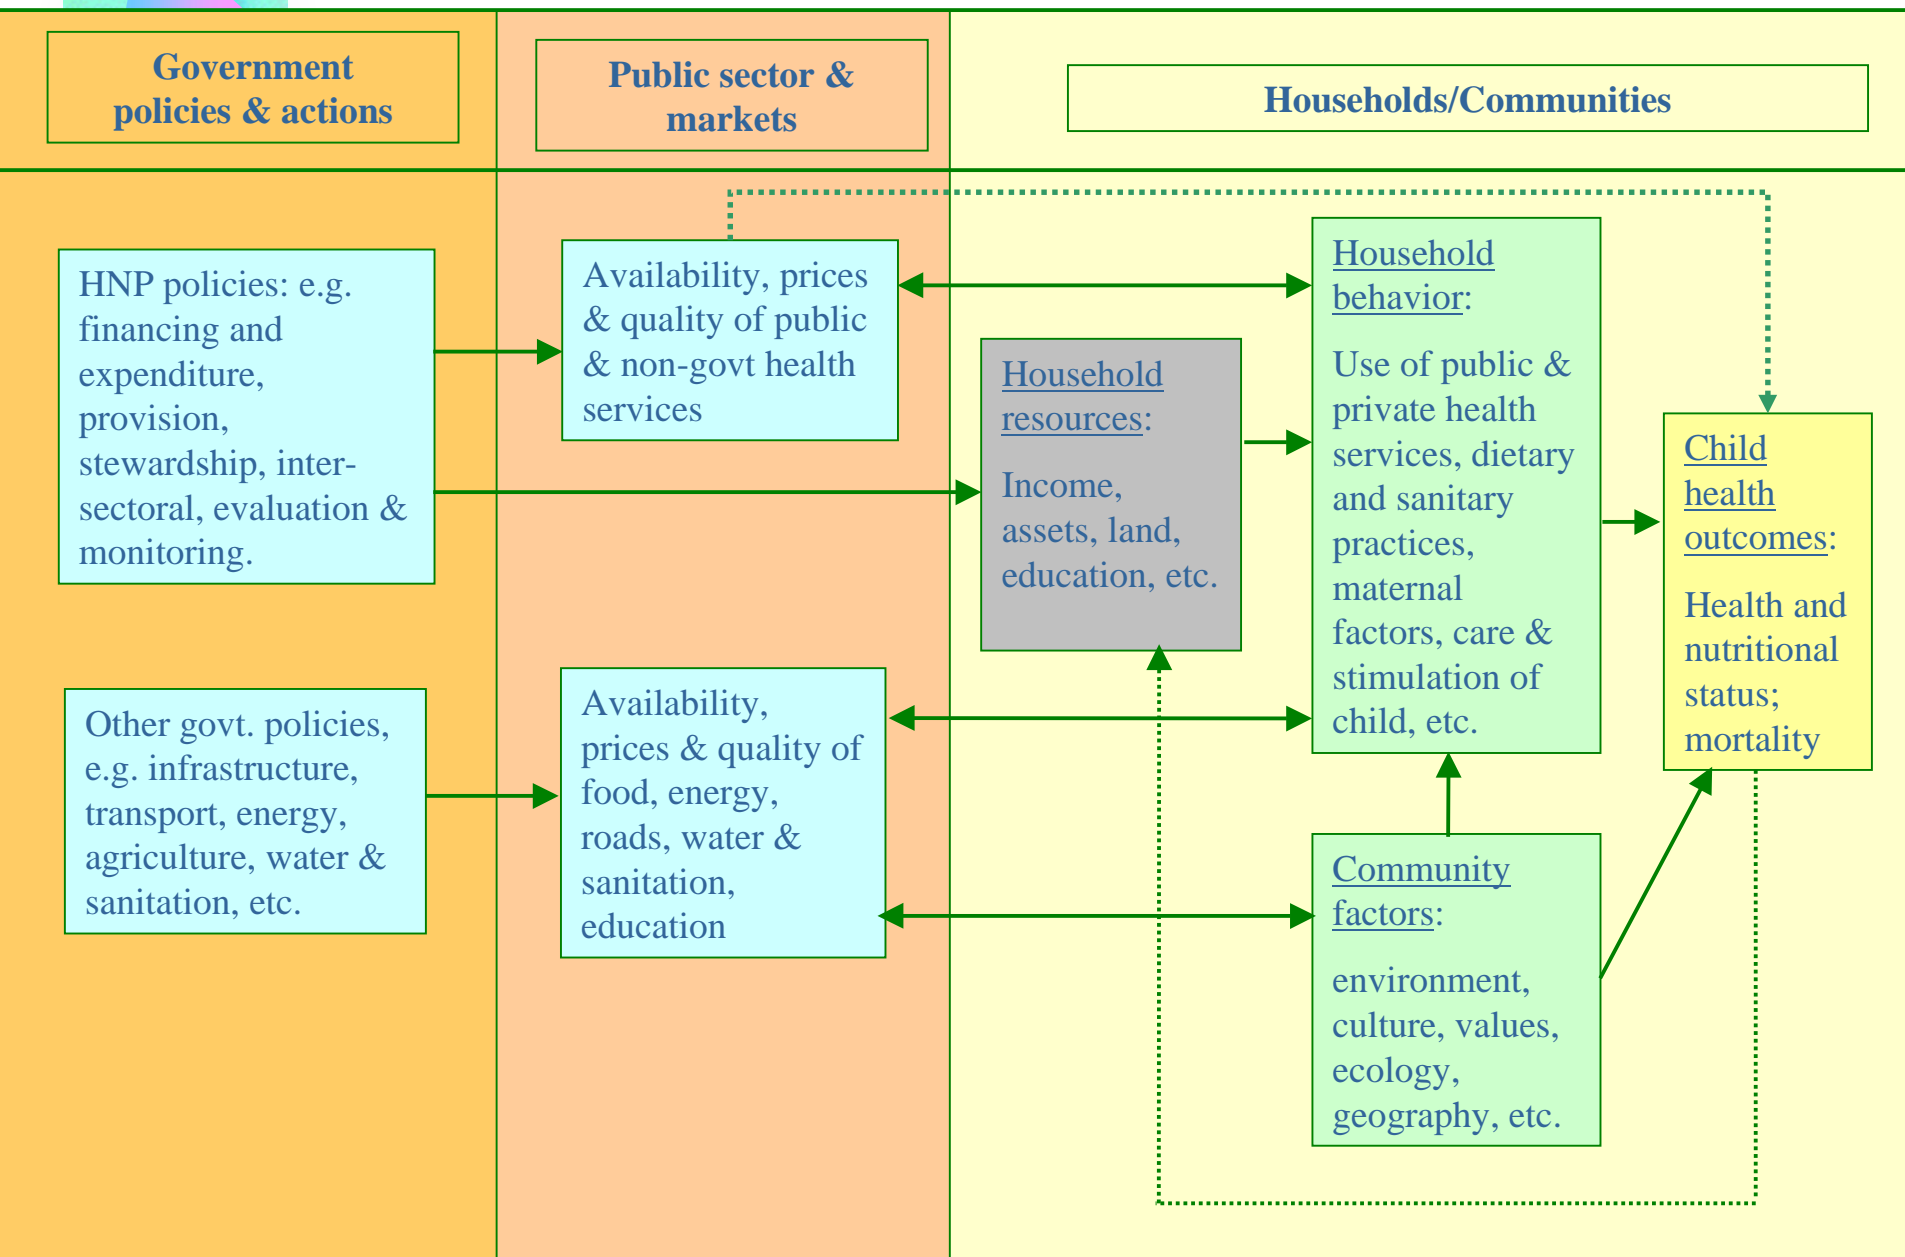 Government
policies & actions
Public sector &
markets
Households/Communities
HNP policies: e.g.
financing and
expenditure,
provision,
stewardship, inter-
sectoral, evaluation &
monitoring.
Other govt. policies,
e.g. infrastructure,
transport, energy,
agriculture, water &
sanitation, etc.
Availability, prices
& quality of public
& non-govt health
services
Availability,
prices & quality of
food, energy,
roads, water &
sanitation,
education
Household
resources:
Income,
assets, land,
education, etc.
Household
behavior:
Use of public &
private health
services, dietary
and sanitary
practices,
maternal
factors, care &
stimulation of
child, etc.
Community
factors:
environment,
culture, values,
ecology,
geography, etc.
Child
health
outcomes:
Health and
nutritional
status;
mortality